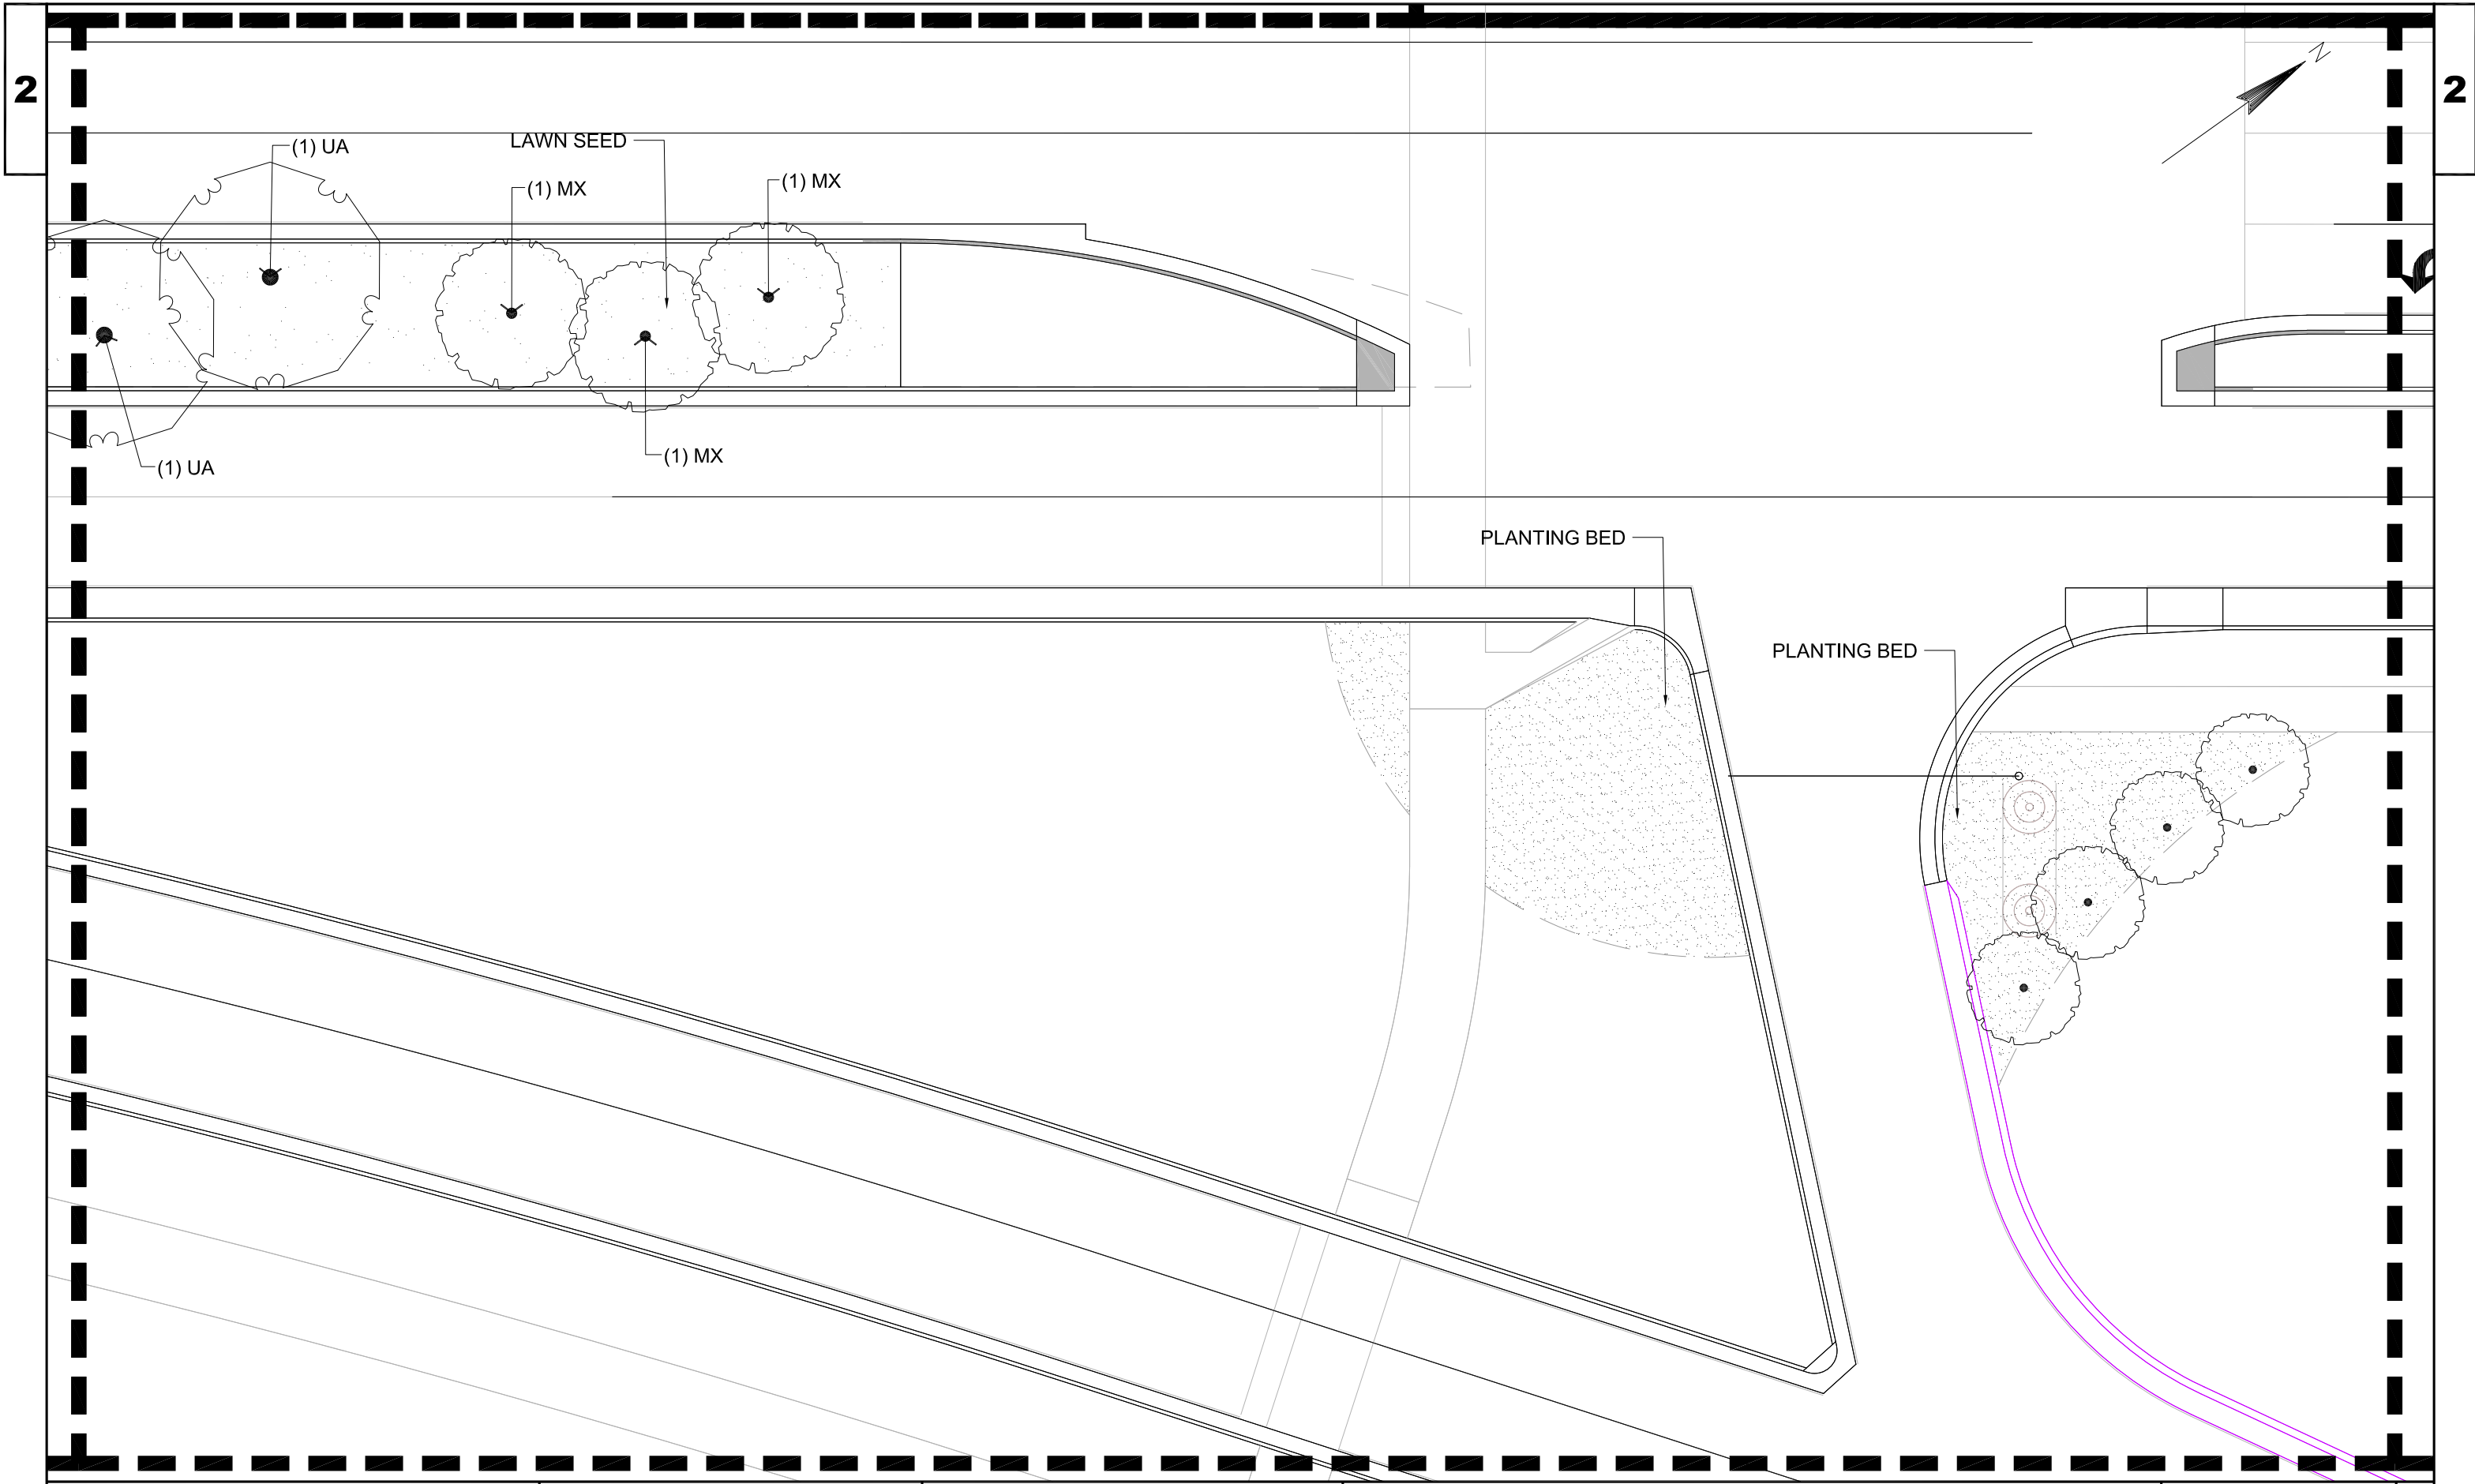 2
2
N
(1) UA
LAWN SEED
(1) MX
(1) MX
(1) UA
(1) MX
PLANTING BED
PLANTING BED